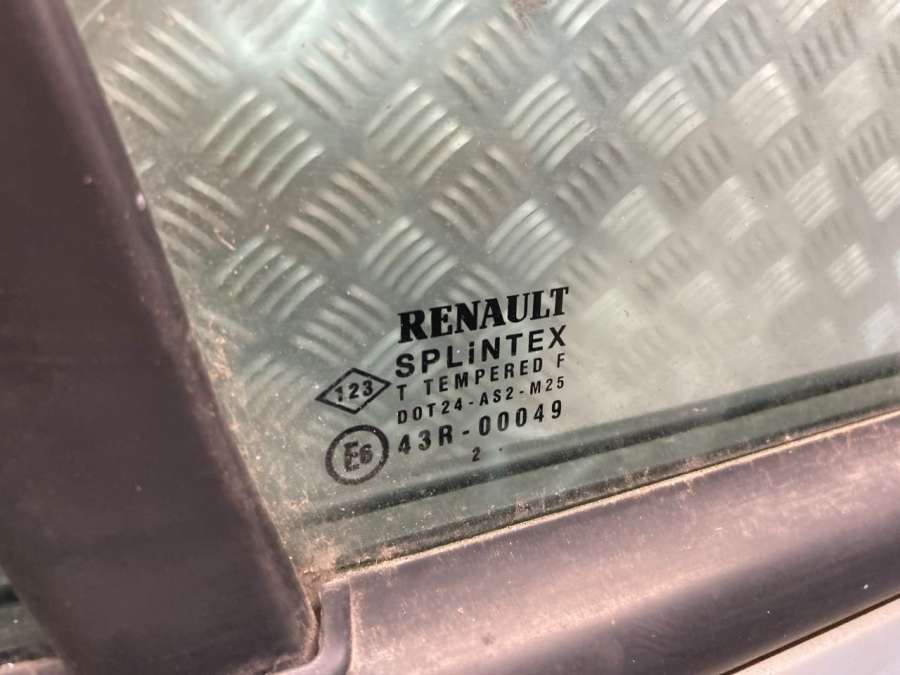 RENAULT
SPLiNTEX
T TEMPERED F
123
DOT24-AS2-M25
E6 43R-00049
2